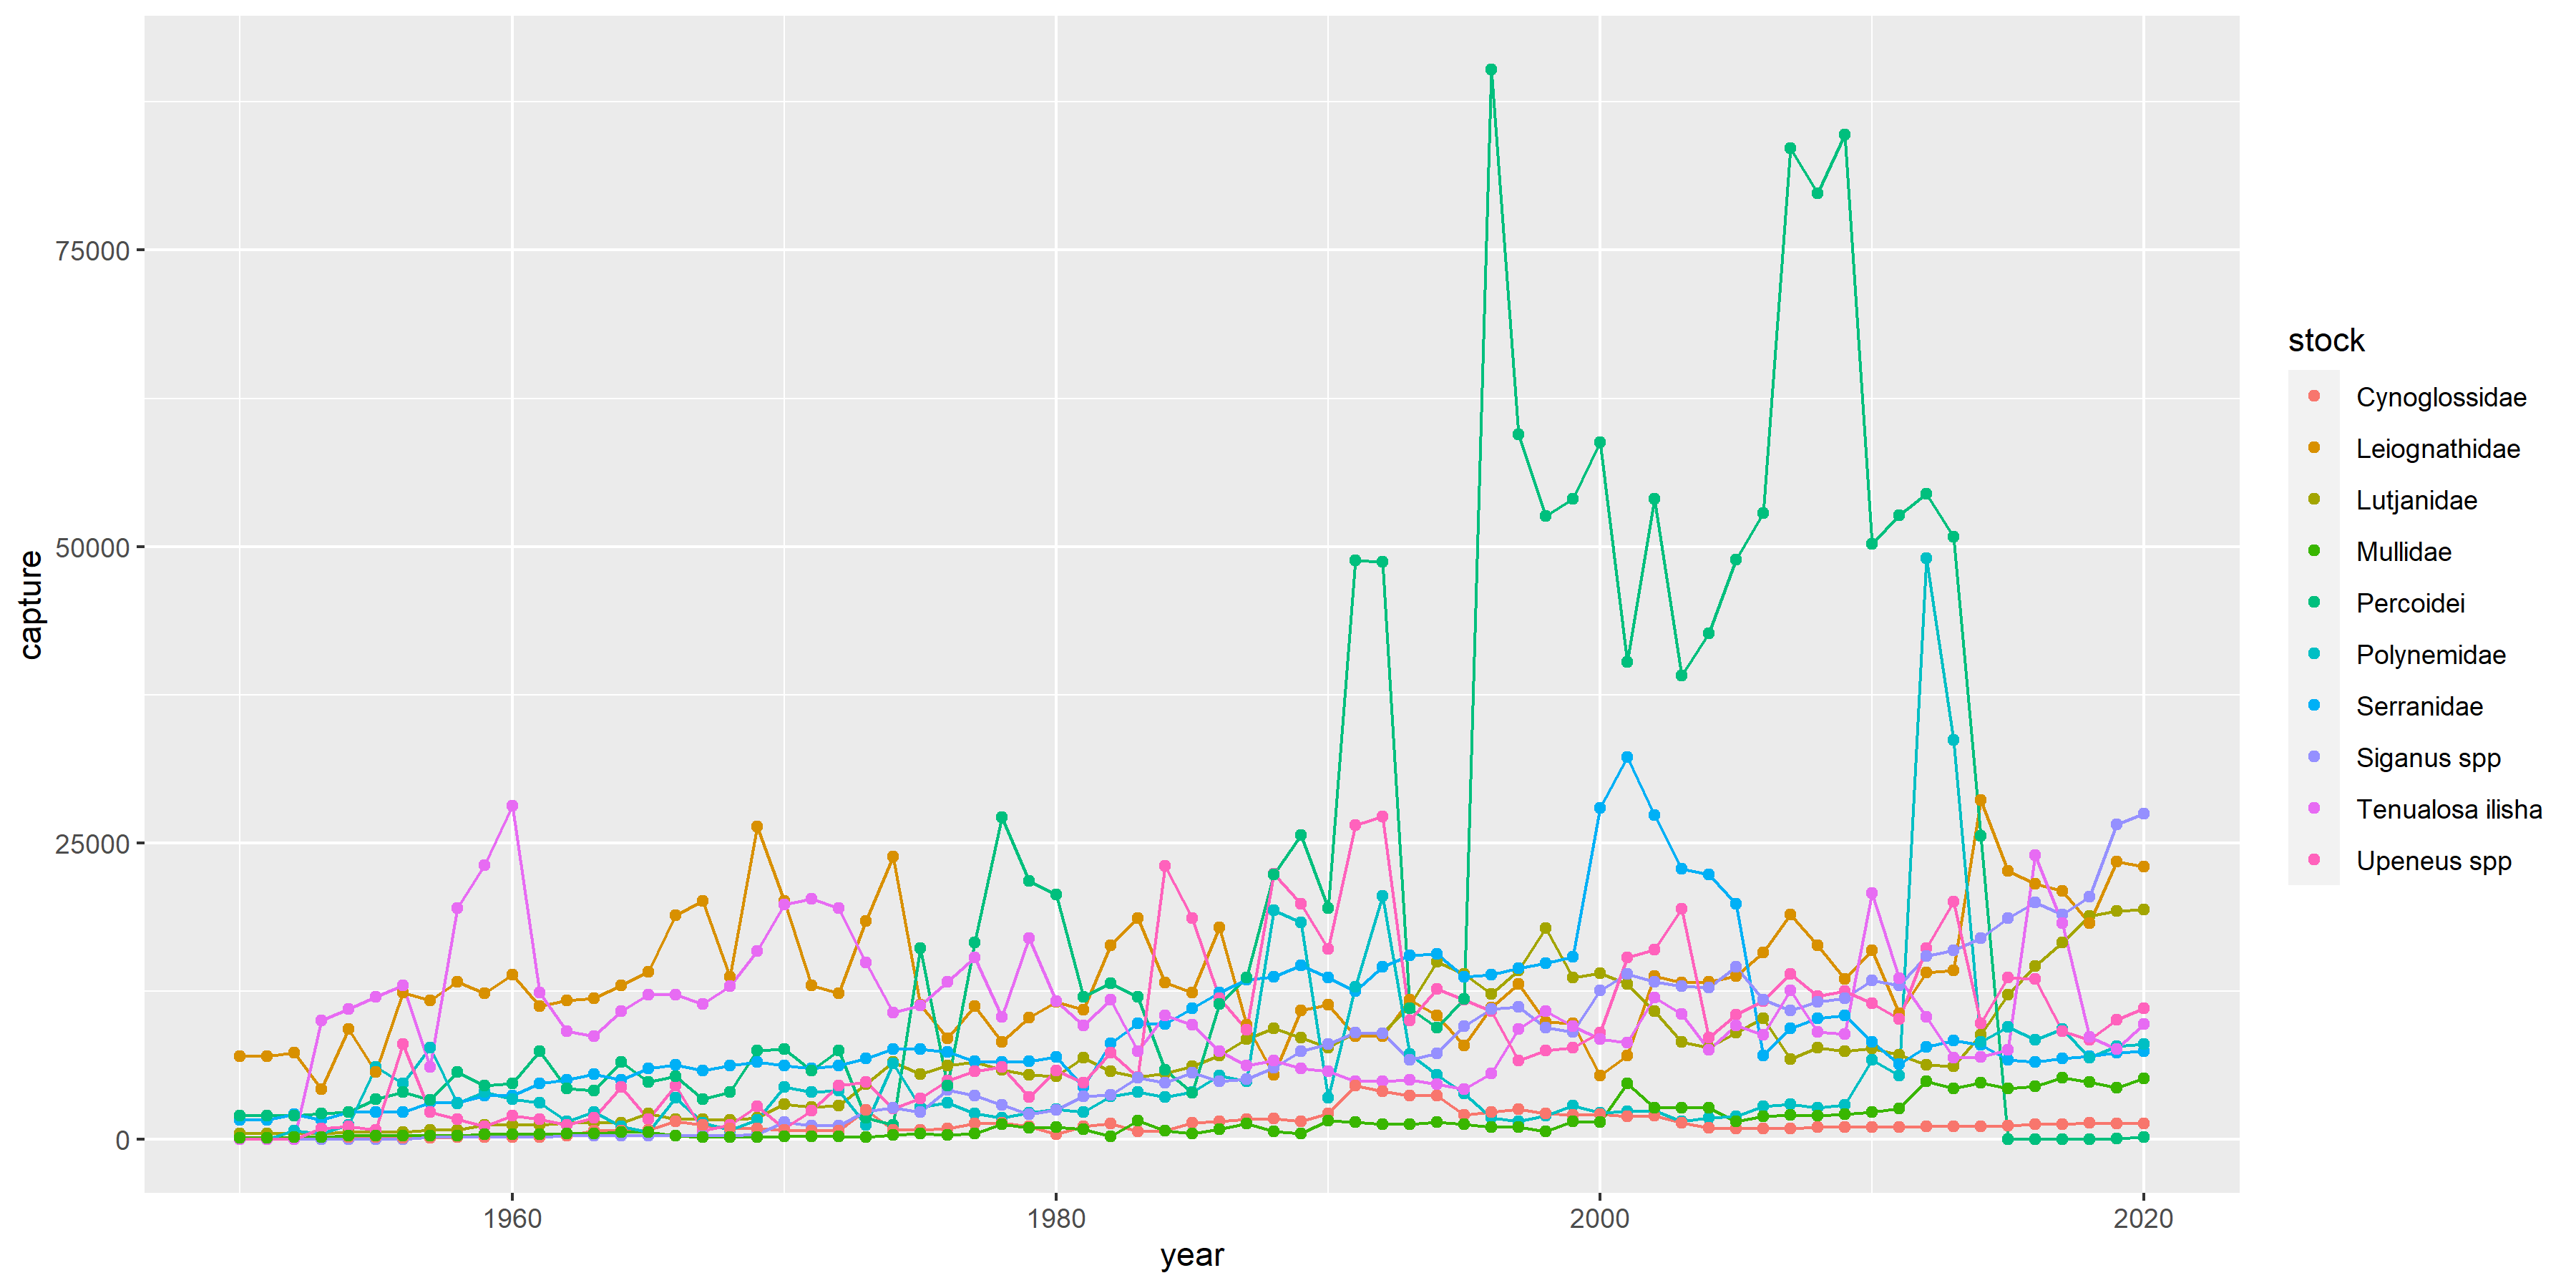 75000
50000
25000
0
capture
1960
1980
2000
2020
year
stock
Cynoglossidae
Leiognathidae
Lutjanidae
Mullidae
Percoidei
Polynemidae
Serranidae
Siganus spp
Tenualosa ilisha
Upeneus spp